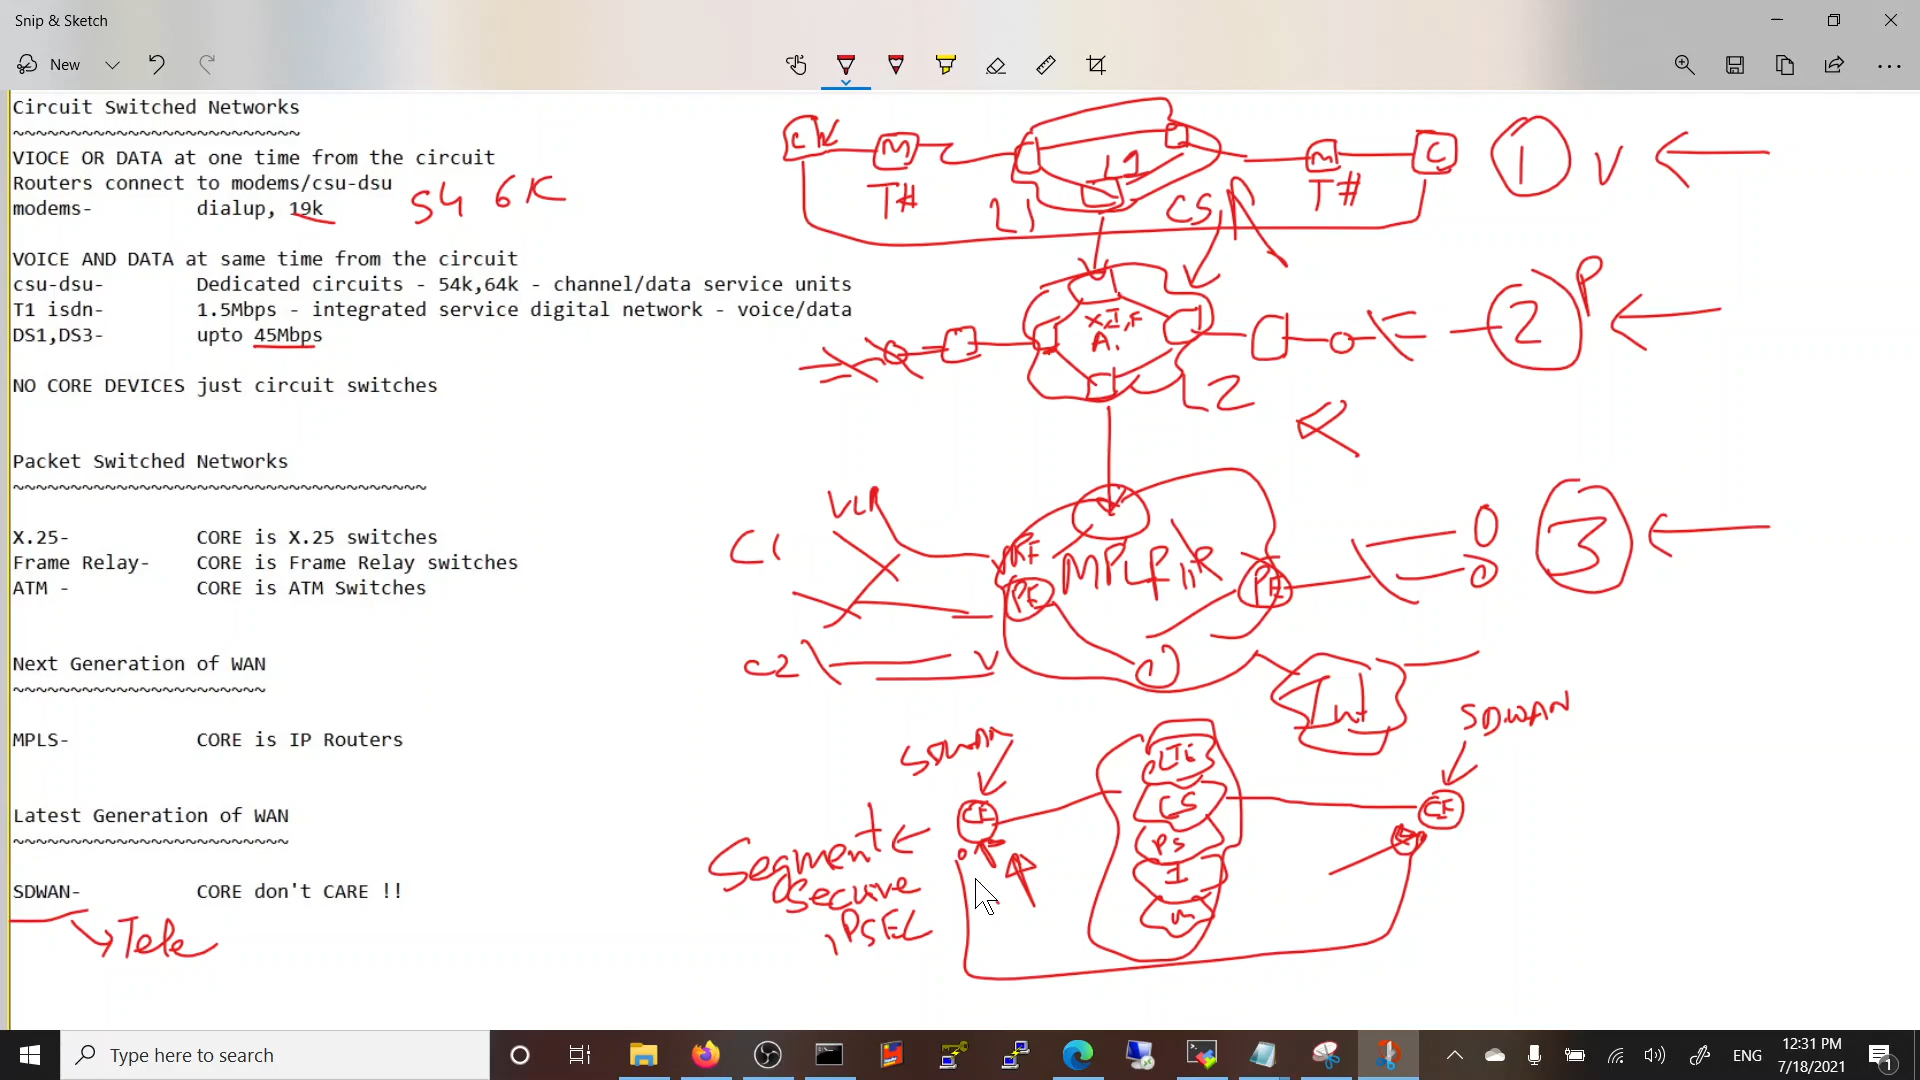 Snip & Sketch
New
Circuit Switched Networks
~~~~~~~~~~~~~~~~~~~~~~~~~
VIOCE OR DATA at one time from the circuit
Routers connect to modems/csu-dsu
modems- dialup, 19k
54 6K
VOICE AND DATA at same time from the circuit
csu-dsu- Dedicated circuits - 54k,64k - channel/data service units
T1 isdn- 1.5Mbps - integrated service digital network - voice/data
DS1,DS3- upto 45Mbps
NO CORE DEVICES just circuit switches
Packet Switched Networks
~~~~~~~~~~~~~~~~~~~~~~~~~~~~~~~~~~~~
X.25- CORE is X.25 switches
Frame Relay- CORE is Frame Relay switches
ATM - CORE is ATM Switches
Next Generation of WAN
~~~~~~~~~~~~~~~~~~~~~~
MPLS- CORE is IP Routers
Latest Generation of WAN
~~~~~~~~~~~~~~~~~~~~~~~~
SDWAN- CORE don't CARE !!
Tele
C M L1 M C 1 V
T# L1 CS T#
X,I,F
A.
2 P
L2
C1
VRF
PE
PE
3
C2 V
Int
SDWAN
SDWAN
LTE
CS
PS
I
m
CE
CE
Segment
Secure
IPSEC
Type here to search
ENG
12:31 PM
7/18/2021
1